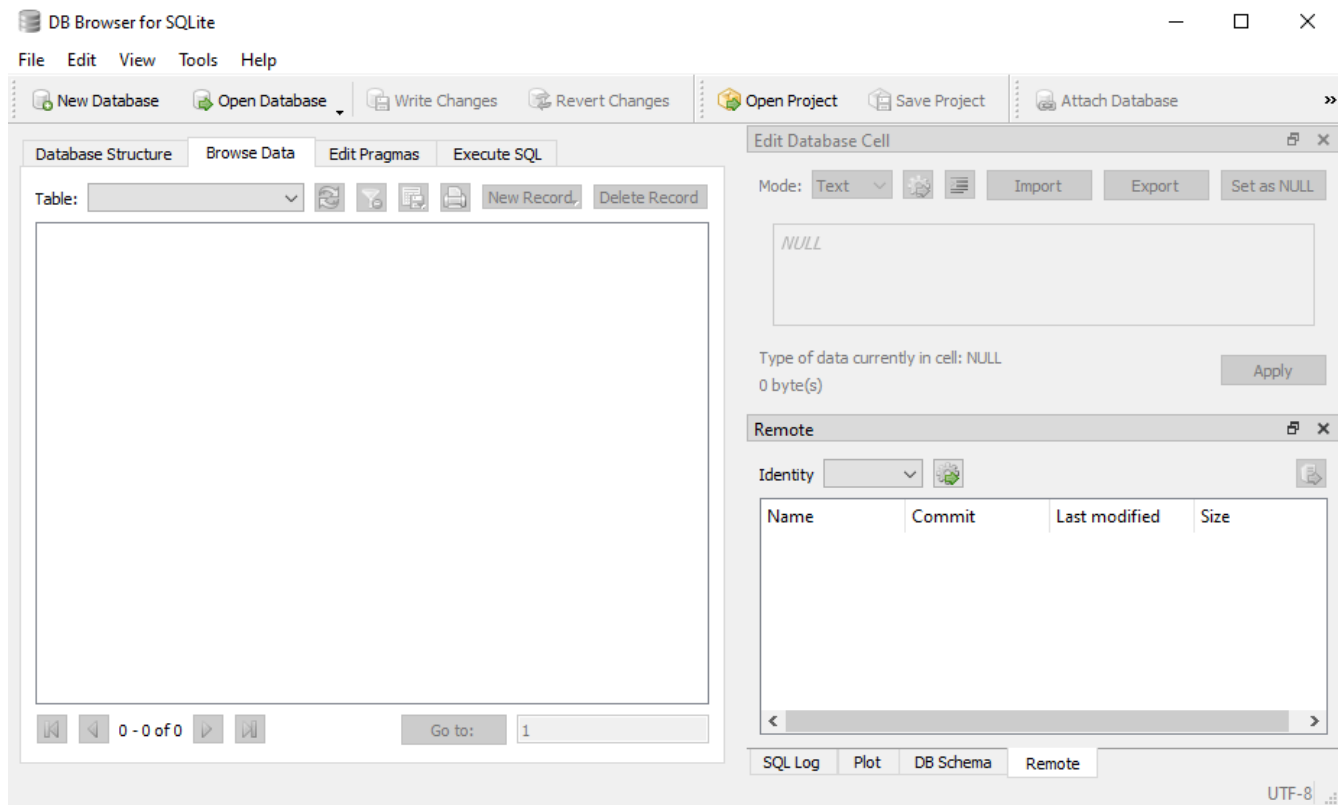 DB Browser for SQLite
File Edit View Tools Help
New Database Open Database Write Changes Revert Changes Open Project Save Project Attach Database »
Database Structure Browse Data Edit Pragmas Execute SQL
Table: New Record Delete Record
0 - 0 of 0 Go to: 1
Edit Database Cell
Mode: Text Import Export Set as NULL
NULL
Type of data currently in cell: NULL
0 byte(s)
Apply
Remote
Identity
Name Commit Last modified Size
SQL Log Plot DB Schema Remote
UTF-8